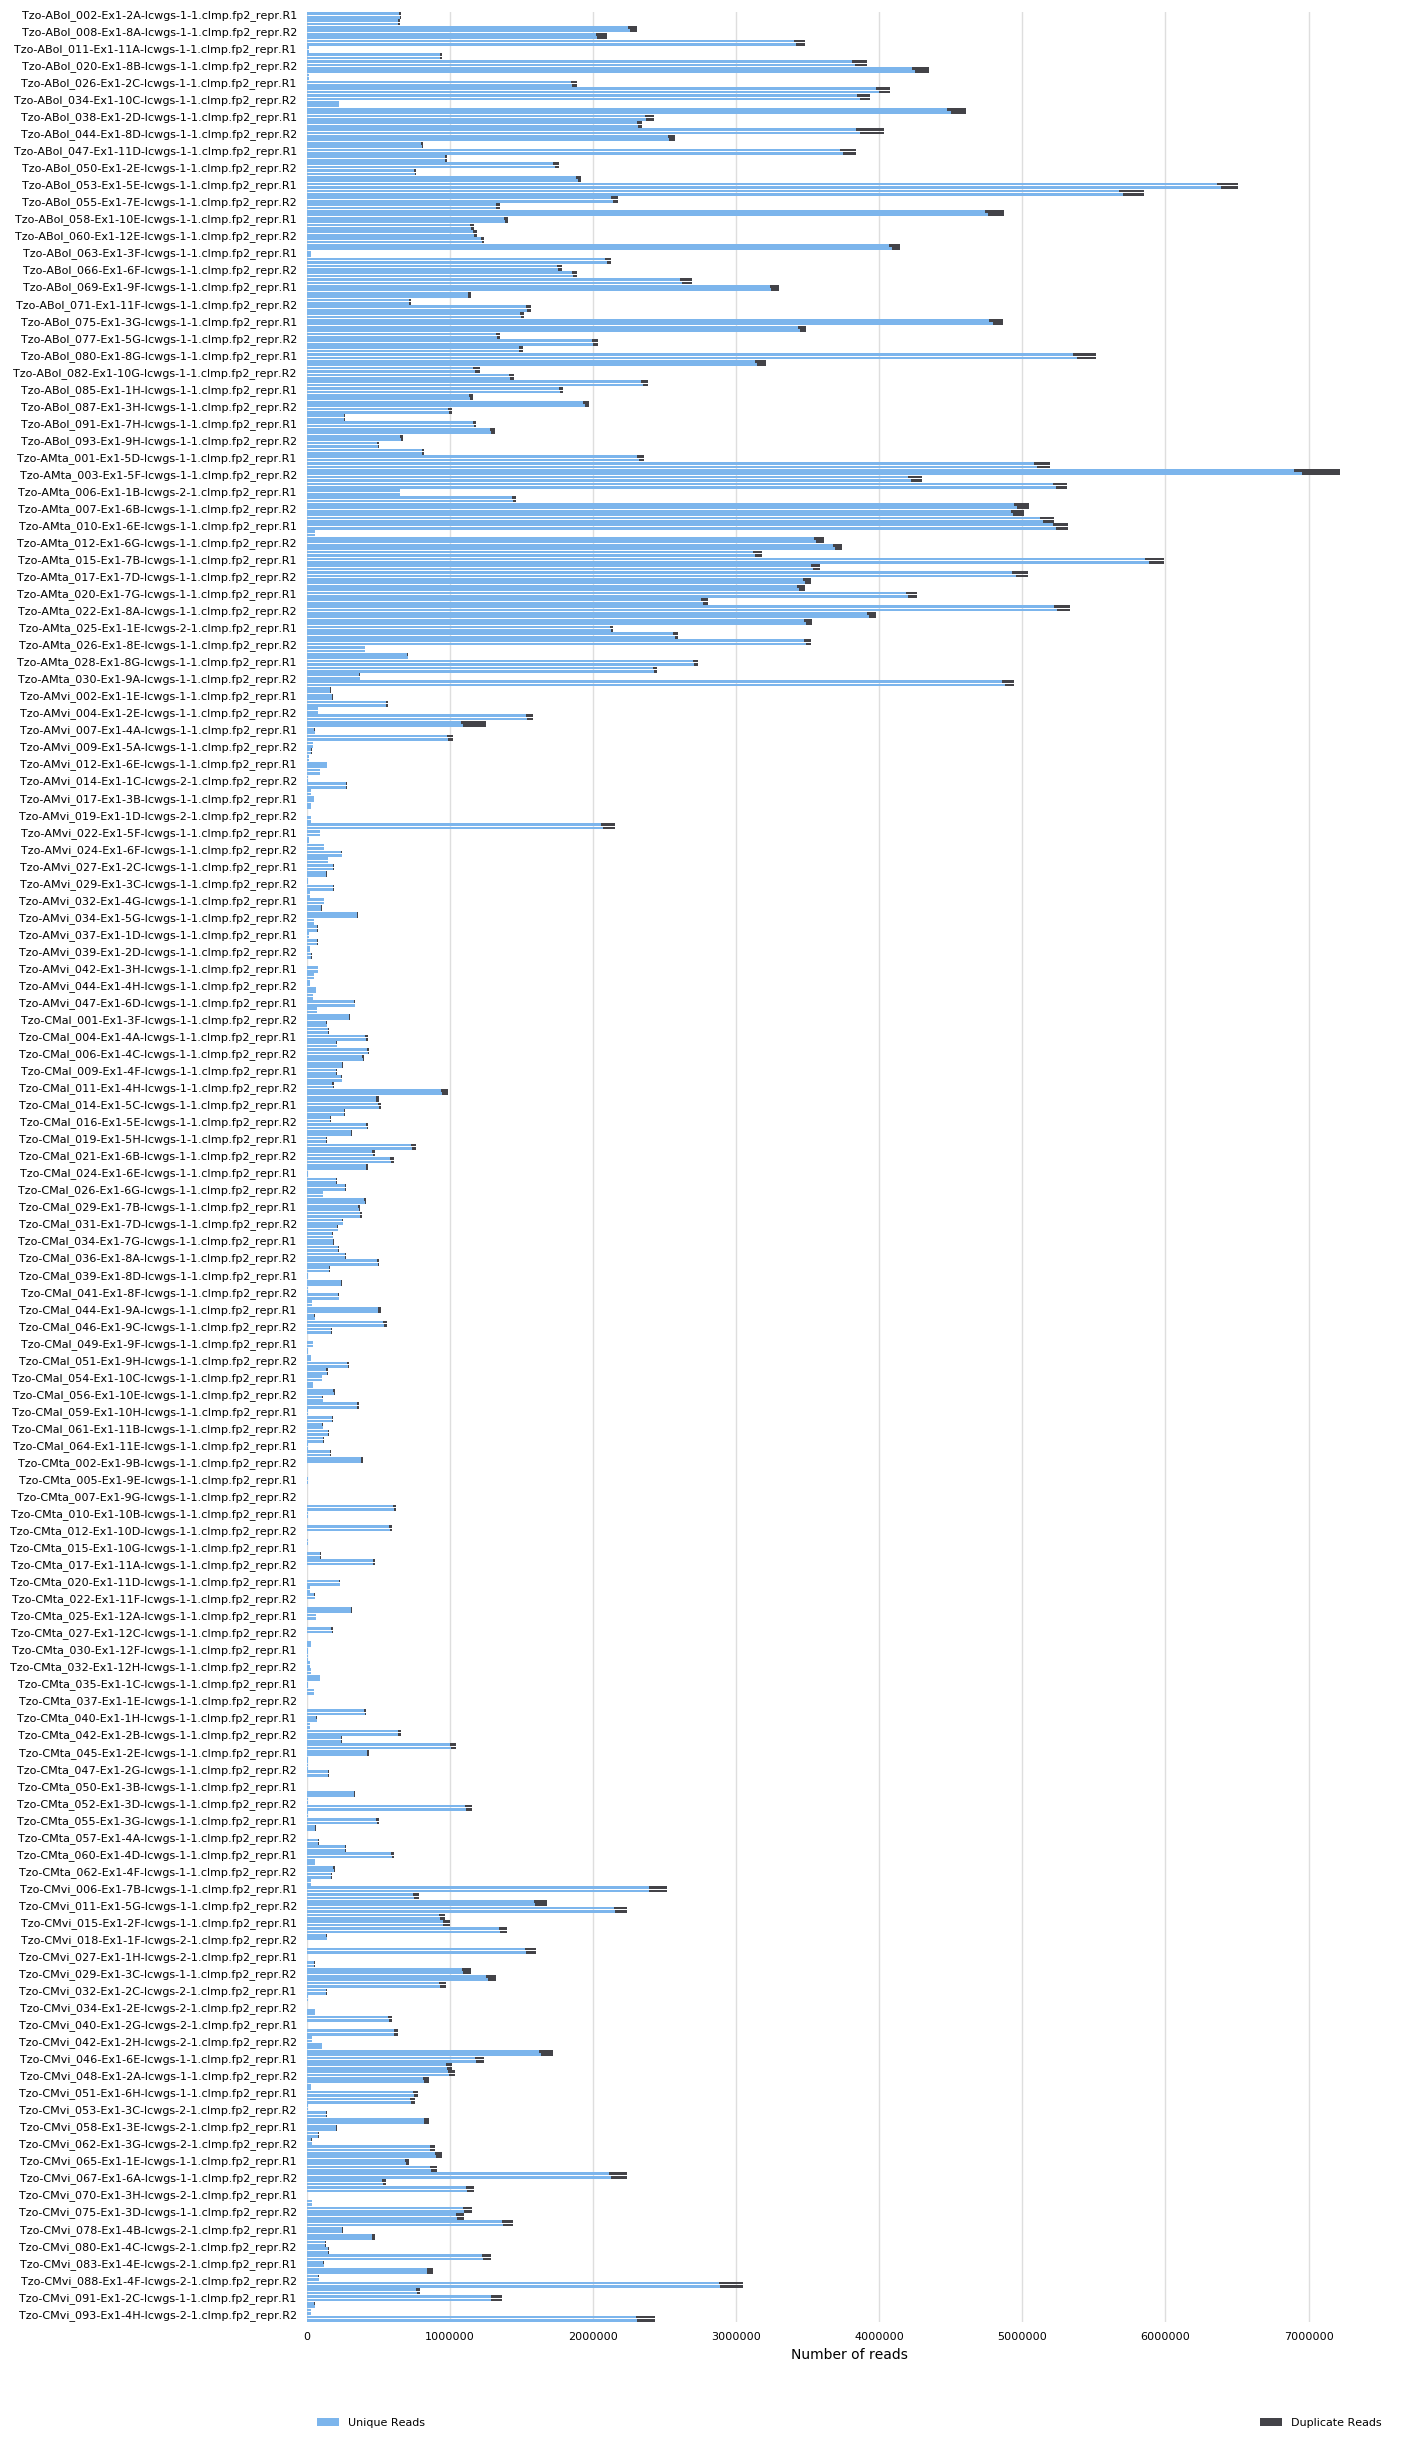 Tzo-ABol_002-Ex1-2A-lcwgs-1-1.clmp.fp2_repr.R1
Tzo-ABol_008-Ex1-8A-lcwgs-1-1.clmp.fp2_repr.R2
Tzo-ABol_011-Ex1-11A-lcwgs-1-1.clmp.fp2_repr.R1
Tzo-ABol_020-Ex1-8B-lcwgs-1-1.clmp.fp2_repr.R2
Tzo-ABol_026-Ex1-2C-lcwgs-1-1.clmp.fp2_repr.R1
Tzo-ABol_034-Ex1-10C-lcwgs-1-1.clmp.fp2_repr.R2
Tzo-ABol_038-Ex1-2D-lcwgs-1-1.clmp.fp2_repr.R1
Tzo-ABol_044-Ex1-8D-lcwgs-1-1.clmp.fp2_repr.R2
Tzo-ABol_047-Ex1-11D-lcwgs-1-1.clmp.fp2_repr.R1
Tzo-ABol_050-Ex1-2E-lcwgs-1-1.clmp.fp2_repr.R2
Tzo-ABol_053-Ex1-5E-lcwgs-1-1.clmp.fp2_repr.R1
Tzo-ABol_055-Ex1-7E-lcwgs-1-1.clmp.fp2_repr.R2
Tzo-ABol_058-Ex1-10E-lcwgs-1-1.clmp.fp2_repr.R1
Tzo-ABol_060-Ex1-12E-lcwgs-1-1.clmp.fp2_repr.R2
Tzo-ABol_063-Ex1-3F-lcwgs-1-1.clmp.fp2_repr.R1
Tzo-ABol_066-Ex1-6F-lcwgs-1-1.clmp.fp2_repr.R2
Tzo-ABol_069-Ex1-9F-lcwgs-1-1.clmp.fp2_repr.R1
Tzo-ABol_071-Ex1-11F-lcwgs-1-1.clmp.fp2_repr.R2
Tzo-ABol_075-Ex1-3G-lcwgs-1-1.clmp.fp2_repr.R1
Tzo-ABol_077-Ex1-5G-lcwgs-1-1.clmp.fp2_repr.R2
Tzo-ABol_080-Ex1-8G-lcwgs-1-1.clmp.fp2_repr.R1
Tzo-ABol_082-Ex1-10G-lcwgs-1-1.clmp.fp2_repr.R2
Tzo-ABol_085-Ex1-1H-lcwgs-1-1.clmp.fp2_repr.R1
Tzo-ABol_087-Ex1-3H-lcwgs-1-1.clmp.fp2_repr.R2
Tzo-ABol_091-Ex1-7H-lcwgs-1-1.clmp.fp2_repr.R1
Tzo-ABol_093-Ex1-9H-lcwgs-1-1.clmp.fp2_repr.R2
Tzo-AMta_001-Ex1-5D-lcwgs-1-1.clmp.fp2_repr.R1
Tzo-AMta_003-Ex1-5F-lcwgs-1-1.clmp.fp2_repr.R2
Tzo-AMta_006-Ex1-1B-lcwgs-2-1.clmp.fp2_repr.R1
Tzo-AMta_007-Ex1-6B-lcwgs-1-1.clmp.fp2_repr.R2
Tzo-AMta_010-Ex1-6E-lcwgs-1-1.clmp.fp2_repr.R1
Tzo-AMta_012-Ex1-6G-lcwgs-1-1.clmp.fp2_repr.R2
Tzo-AMta_015-Ex1-7B-lcwgs-1-1.clmp.fp2_repr.R1
Tzo-AMta_017-Ex1-7D-lcwgs-1-1.clmp.fp2_repr.R2
Tzo-AMta_020-Ex1-7G-lcwgs-1-1.clmp.fp2_repr.R1
Tzo-AMta_022-Ex1-8A-lcwgs-1-1.clmp.fp2_repr.R2
Tzo-AMta_025-Ex1-1E-lcwgs-2-1.clmp.fp2_repr.R1
Tzo-AMta_026-Ex1-8E-lcwgs-1-1.clmp.fp2_repr.R2
Tzo-AMta_028-Ex1-8G-lcwgs-1-1.clmp.fp2_repr.R1
Tzo-AMta_030-Ex1-9A-lcwgs-1-1.clmp.fp2_repr.R2
Tzo-AMvi_002-Ex1-1E-lcwgs-1-1.clmp.fp2_repr.R1
Tzo-AMvi_004-Ex1-2E-lcwgs-1-1.clmp.fp2_repr.R2
Tzo-AMvi_007-Ex1-4A-lcwgs-1-1.clmp.fp2_repr.R1
Tzo-AMvi_009-Ex1-5A-lcwgs-1-1.clmp.fp2_repr.R2
Tzo-AMvi_012-Ex1-6E-lcwgs-1-1.clmp.fp2_repr.R1
Tzo-AMvi_014-Ex1-1C-lcwgs-2-1.clmp.fp2_repr.R2
Tzo-AMvi_017-Ex1-3B-lcwgs-1-1.clmp.fp2_repr.R1
Tzo-AMvi_019-Ex1-1D-lcwgs-2-1.clmp.fp2_repr.R2
Tzo-AMvi_022-Ex1-5F-lcwgs-1-1.clmp.fp2_repr.R1
Tzo-AMvi_024-Ex1-6F-lcwgs-1-1.clmp.fp2_repr.R2
Tzo-AMvi_027-Ex1-2C-lcwgs-1-1.clmp.fp2_repr.R1
Tzo-AMvi_029-Ex1-3C-lcwgs-1-1.clmp.fp2_repr.R2
Tzo-AMvi_032-Ex1-4G-lcwgs-1-1.clmp.fp2_repr.R1
Tzo-AMvi_034-Ex1-5G-lcwgs-1-1.clmp.fp2_repr.R2
Tzo-AMvi_037-Ex1-1D-lcwgs-1-1.clmp.fp2_repr.R1
Tzo-AMvi_039-Ex1-2D-lcwgs-1-1.clmp.fp2_repr.R2
Tzo-AMvi_042-Ex1-3H-lcwgs-1-1.clmp.fp2_repr.R1
Tzo-AMvi_044-Ex1-4H-lcwgs-1-1.clmp.fp2_repr.R2
Tzo-AMvi_047-Ex1-6D-lcwgs-1-1.clmp.fp2_repr.R1
Tzo-CMal_001-Ex1-3F-lcwgs-1-1.clmp.fp2_repr.R2
Tzo-CMal_004-Ex1-4A-lcwgs-1-1.clmp.fp2_repr.R1
Tzo-CMal_006-Ex1-4C-lcwgs-1-1.clmp.fp2_repr.R2
Tzo-CMal_009-Ex1-4F-lcwgs-1-1.clmp.fp2_repr.R1
Tzo-CMal_011-Ex1-4H-lcwgs-1-1.clmp.fp2_repr.R2
Tzo-CMal_014-Ex1-5C-lcwgs-1-1.clmp.fp2_repr.R1
Tzo-CMal_016-Ex1-5E-lcwgs-1-1.clmp.fp2_repr.R2
Tzo-CMal_019-Ex1-5H-lcwgs-1-1.clmp.fp2_repr.R1
Tzo-CMal_021-Ex1-6B-lcwgs-1-1.clmp.fp2_repr.R2
Tzo-CMal_024-Ex1-6E-lcwgs-1-1.clmp.fp2_repr.R1
Tzo-CMal_026-Ex1-6G-lcwgs-1-1.clmp.fp2_repr.R2
Tzo-CMal_029-Ex1-7B-lcwgs-1-1.clmp.fp2_repr.R1
Tzo-CMal_031-Ex1-7D-lcwgs-1-1.clmp.fp2_repr.R2
Tzo-CMal_034-Ex1-7G-lcwgs-1-1.clmp.fp2_repr.R1
Tzo-CMal_036-Ex1-8A-lcwgs-1-1.clmp.fp2_repr.R2
Tzo-CMal_039-Ex1-8D-lcwgs-1-1.clmp.fp2_repr.R1
Tzo-CMal_041-Ex1-8F-lcwgs-1-1.clmp.fp2_repr.R2
Tzo-CMal_044-Ex1-9A-lcwgs-1-1.clmp.fp2_repr.R1
Tzo-CMal_046-Ex1-9C-lcwgs-1-1.clmp.fp2_repr.R2
Tzo-CMal_049-Ex1-9F-lcwgs-1-1.clmp.fp2_repr.R1
Tzo-CMal_051-Ex1-9H-lcwgs-1-1.clmp.fp2_repr.R2
Tzo-CMal_054-Ex1-10C-lcwgs-1-1.clmp.fp2_repr.R1
Tzo-CMal_056-Ex1-10E-lcwgs-1-1.clmp.fp2_repr.R2
Tzo-CMal_059-Ex1-10H-lcwgs-1-1.clmp.fp2_repr.R1
Tzo-CMal_061-Ex1-11B-lcwgs-1-1.clmp.fp2_repr.R2
Tzo-CMal_064-Ex1-11E-lcwgs-1-1.clmp.fp2_repr.R1
Tzo-CMta_002-Ex1-9B-lcwgs-1-1.clmp.fp2_repr.R2
Tzo-CMta_005-Ex1-9E-lcwgs-1-1.clmp.fp2_repr.R1
Tzo-CMta_007-Ex1-9G-lcwgs-1-1.clmp.fp2_repr.R2
Tzo-CMta_010-Ex1-10B-lcwgs-1-1.clmp.fp2_repr.R1
Tzo-CMta_012-Ex1-10D-lcwgs-1-1.clmp.fp2_repr.R2
Tzo-CMta_015-Ex1-10G-lcwgs-1-1.clmp.fp2_repr.R1
Tzo-CMta_017-Ex1-11A-lcwgs-1-1.clmp.fp2_repr.R2
Tzo-CMta_020-Ex1-11D-lcwgs-1-1.clmp.fp2_repr.R1
Tzo-CMta_022-Ex1-11F-lcwgs-1-1.clmp.fp2_repr.R2
Tzo-CMta_025-Ex1-12A-lcwgs-1-1.clmp.fp2_repr.R1
Tzo-CMta_027-Ex1-12C-lcwgs-1-1.clmp.fp2_repr.R2
Tzo-CMta_030-Ex1-12F-lcwgs-1-1.clmp.fp2_repr.R1
Tzo-CMta_032-Ex1-12H-lcwgs-1-1.clmp.fp2_repr.R2
Tzo-CMta_035-Ex1-1C-lcwgs-1-1.clmp.fp2_repr.R1
Tzo-CMta_037-Ex1-1E-lcwgs-1-1.clmp.fp2_repr.R2
Tzo-CMta_040-Ex1-1H-lcwgs-1-1.clmp.fp2_repr.R1
Tzo-CMta_042-Ex1-2B-lcwgs-1-1.clmp.fp2_repr.R2
Tzo-CMta_045-Ex1-2E-lcwgs-1-1.clmp.fp2_repr.R1
Tzo-CMta_047-Ex1-2G-lcwgs-1-1.clmp.fp2_repr.R2
Tzo-CMta_050-Ex1-3B-lcwgs-1-1.clmp.fp2_repr.R1
Tzo-CMta_052-Ex1-3D-lcwgs-1-1.clmp.fp2_repr.R2
Tzo-CMta_055-Ex1-3G-lcwgs-1-1.clmp.fp2_repr.R1
Tzo-CMta_057-Ex1-4A-lcwgs-1-1.clmp.fp2_repr.R2
Tzo-CMta_060-Ex1-4D-lcwgs-1-1.clmp.fp2_repr.R1
Tzo-CMta_062-Ex1-4F-lcwgs-1-1.clmp.fp2_repr.R2
Tzo-CMvi_006-Ex1-7B-lcwgs-1-1.clmp.fp2_repr.R1
Tzo-CMvi_011-Ex1-5G-lcwgs-1-1.clmp.fp2_repr.R2
Tzo-CMvi_015-Ex1-2F-lcwgs-1-1.clmp.fp2_repr.R1
Tzo-CMvi_018-Ex1-1F-lcwgs-2-1.clmp.fp2_repr.R2
Tzo-CMvi_027-Ex1-1H-lcwgs-2-1.clmp.fp2_repr.R1
Tzo-CMvi_029-Ex1-3C-lcwgs-1-1.clmp.fp2_repr.R2
Tzo-CMvi_032-Ex1-2C-lcwgs-2-1.clmp.fp2_repr.R1
Tzo-CMvi_034-Ex1-2E-lcwgs-2-1.clmp.fp2_repr.R2
Tzo-CMvi_040-Ex1-2G-lcwgs-2-1.clmp.fp2_repr.R1
Tzo-CMvi_042-Ex1-2H-lcwgs-2-1.clmp.fp2_repr.R2
Tzo-CMvi_046-Ex1-6E-lcwgs-1-1.clmp.fp2_repr.R1
Tzo-CMvi_048-Ex1-2A-lcwgs-1-1.clmp.fp2_repr.R2
Tzo-CMvi_051-Ex1-6H-lcwgs-1-1.clmp.fp2_repr.R1
Tzo-CMvi_053-Ex1-3C-lcwgs-2-1.clmp.fp2_repr.R2
Tzo-CMvi_058-Ex1-3E-lcwgs-2-1.clmp.fp2_repr.R1
Tzo-CMvi_062-Ex1-3G-lcwgs-2-1.clmp.fp2_repr.R2
Tzo-CMvi_065-Ex1-1E-lcwgs-1-1.clmp.fp2_repr.R1
Tzo-CMvi_067-Ex1-6A-lcwgs-1-1.clmp.fp2_repr.R2
Tzo-CMvi_070-Ex1-3H-lcwgs-2-1.clmp.fp2_repr.R1
Tzo-CMvi_075-Ex1-3D-lcwgs-1-1.clmp.fp2_repr.R2
Tzo-CMvi_078-Ex1-4B-lcwgs-2-1.clmp.fp2_repr.R1
Tzo-CMvi_080-Ex1-4C-lcwgs-2-1.clmp.fp2_repr.R2
Tzo-CMvi_083-Ex1-4E-lcwgs-2-1.clmp.fp2_repr.R1
Tzo-CMvi_088-Ex1-4F-lcwgs-2-1.clmp.fp2_repr.R2
Tzo-CMvi_091-Ex1-2C-lcwgs-1-1.clmp.fp2_repr.R1
Tzo-CMvi_093-Ex1-4H-lcwgs-2-1.clmp.fp2_repr.R2
0 1000000 2000000 3000000 4000000 5000000 6000000 7000000
Number of reads
Unique Reads Duplicate Reads